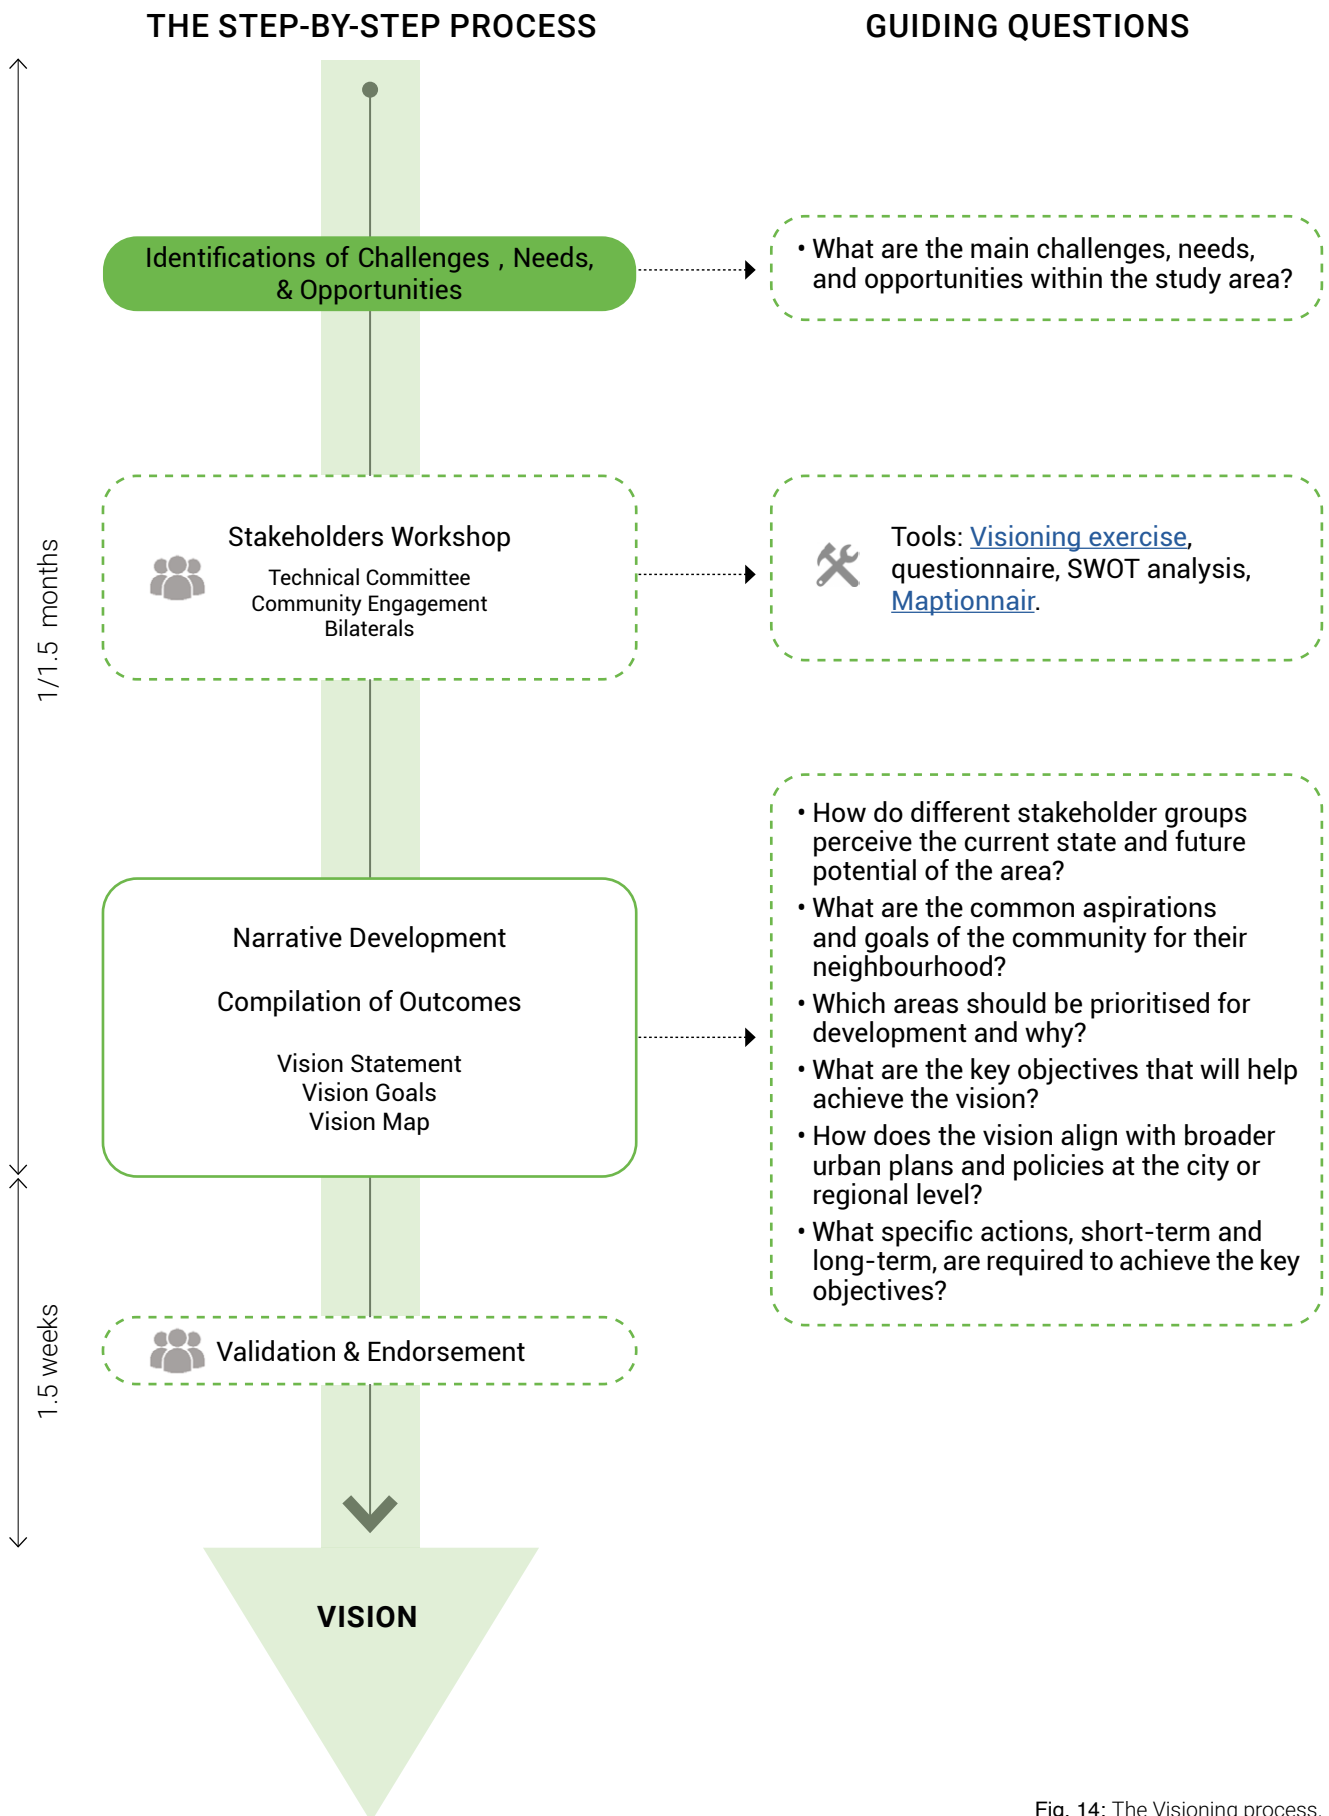 THE STEP-BY-STEP PROCESS
GUIDING QUESTIONS
1/1.5 months
Identifications of Challenges , Needs,
& Opportunities
• What are the main challenges, needs,
and opportunities within the study area?
Stakeholders Workshop
Technical Committee
Community Engagement
Bilaterals
Tools: Visioning exercise,
questionnaire, SWOT analysis,
Maptionnair.
Narrative Development
Compilation of Outcomes
Vision Statement
Vision Goals
Vision Map
• How do different stakeholder groups
perceive the current state and future
potential of the area?
• What are the common aspirations
and goals of the community for their
neighbourhood?
• Which areas should be prioritised for
development and why?
• What are the key objectives that will help
achieve the vision?
• How does the vision align with broader
urban plans and policies at the city or
regional level?
• What specific actions, short-term and
long-term, are required to achieve the key
objectives?
1.5 weeks
Validation & Endorsement
VISION
Fig. 14: The Visioning process.